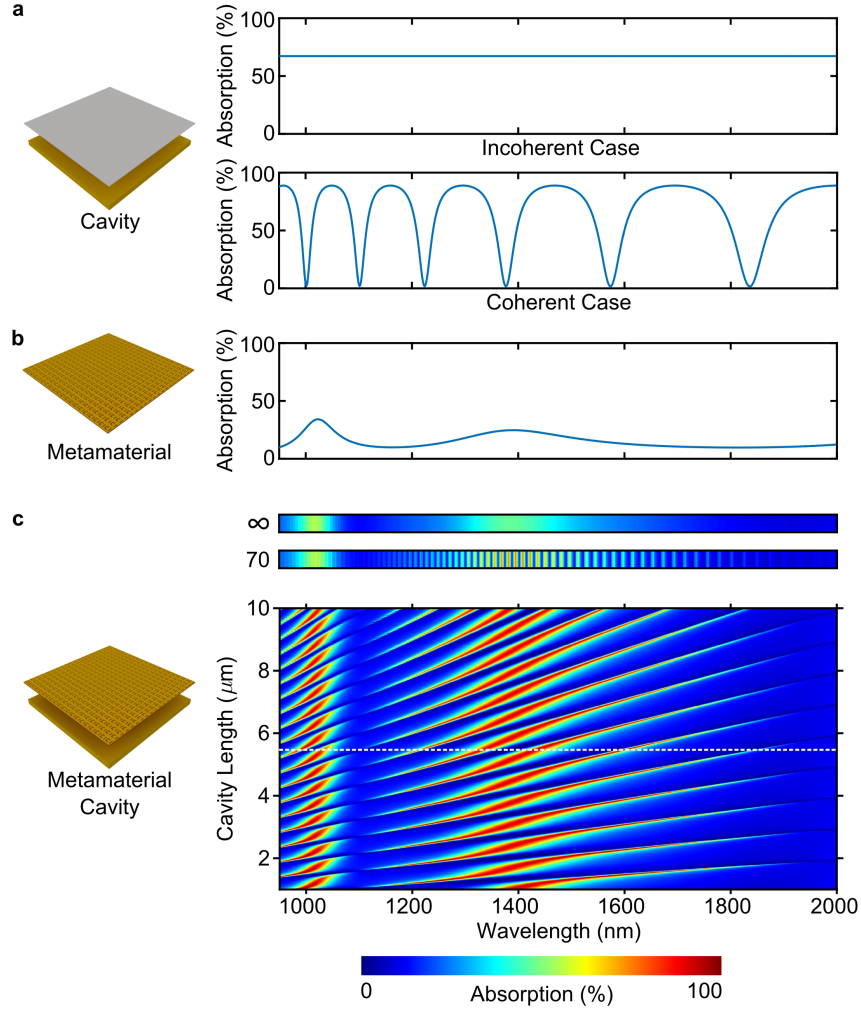 a
Absorption (%)
100
50
0
Incoherent Case
Absorption (%)
100
50
0
Coherent Case
Cavity
b
Absorption (%)
100
50
0
Metamaterial
c
∞
70
Cavity Length (μm)
10
8
6
4
2
1000 1200 1400 1600 1800 2000
Wavelength (nm)
Metamaterial
Cavity
0 Absorption (%) 100